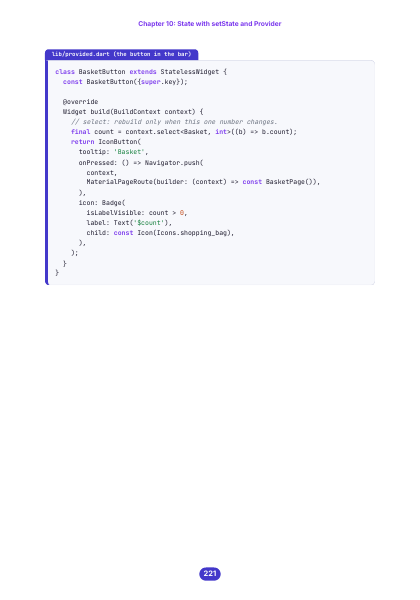 Chapter 10: State with setState and Provider
lib/provided.dart (the button in the bar)
class BasketButton extends StatelessWidget {
  const BasketButton({super.key});

  @override
  Widget build(BuildContext context) {
    // select: rebuild only when this one number changes.
    final count = context.select<Basket, int>((b) => b.count);
    return IconButton(
      tooltip: 'Basket',
      onPressed: () => Navigator.push(
        context,
        MaterialPageRoute(builder: (context) => const BasketPage()),
      ),
      icon: Badge(
        isLabelVisible: count > 0,
        label: Text('$count'),
        child: const Icon(Icons.shopping_bag),
      ),
    );
  }
}
221